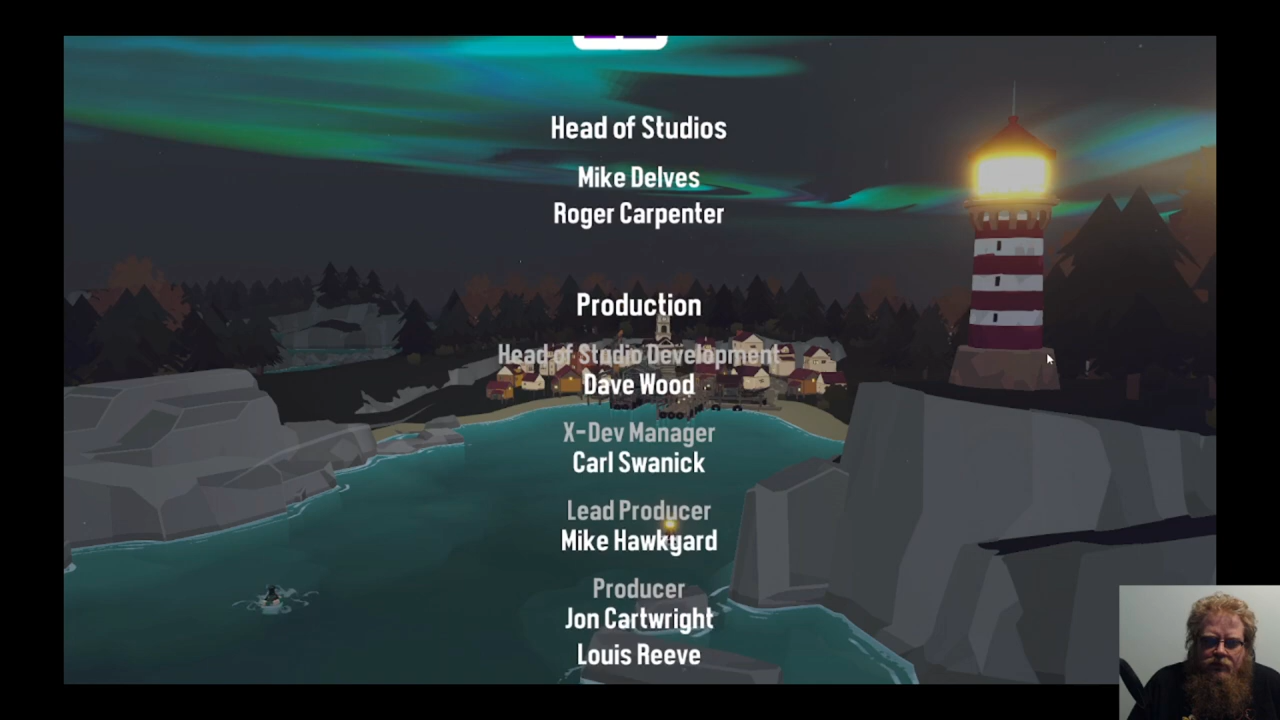 Head of Studios
Mike Delves
Roger Carpenter
Production
Head of Studio Development
Dave Wood
X-Dev Manager
Carl Swanick
Lead Producer
Mike Hawkyard
Producer
Jon Cartwright
Louis Reeve